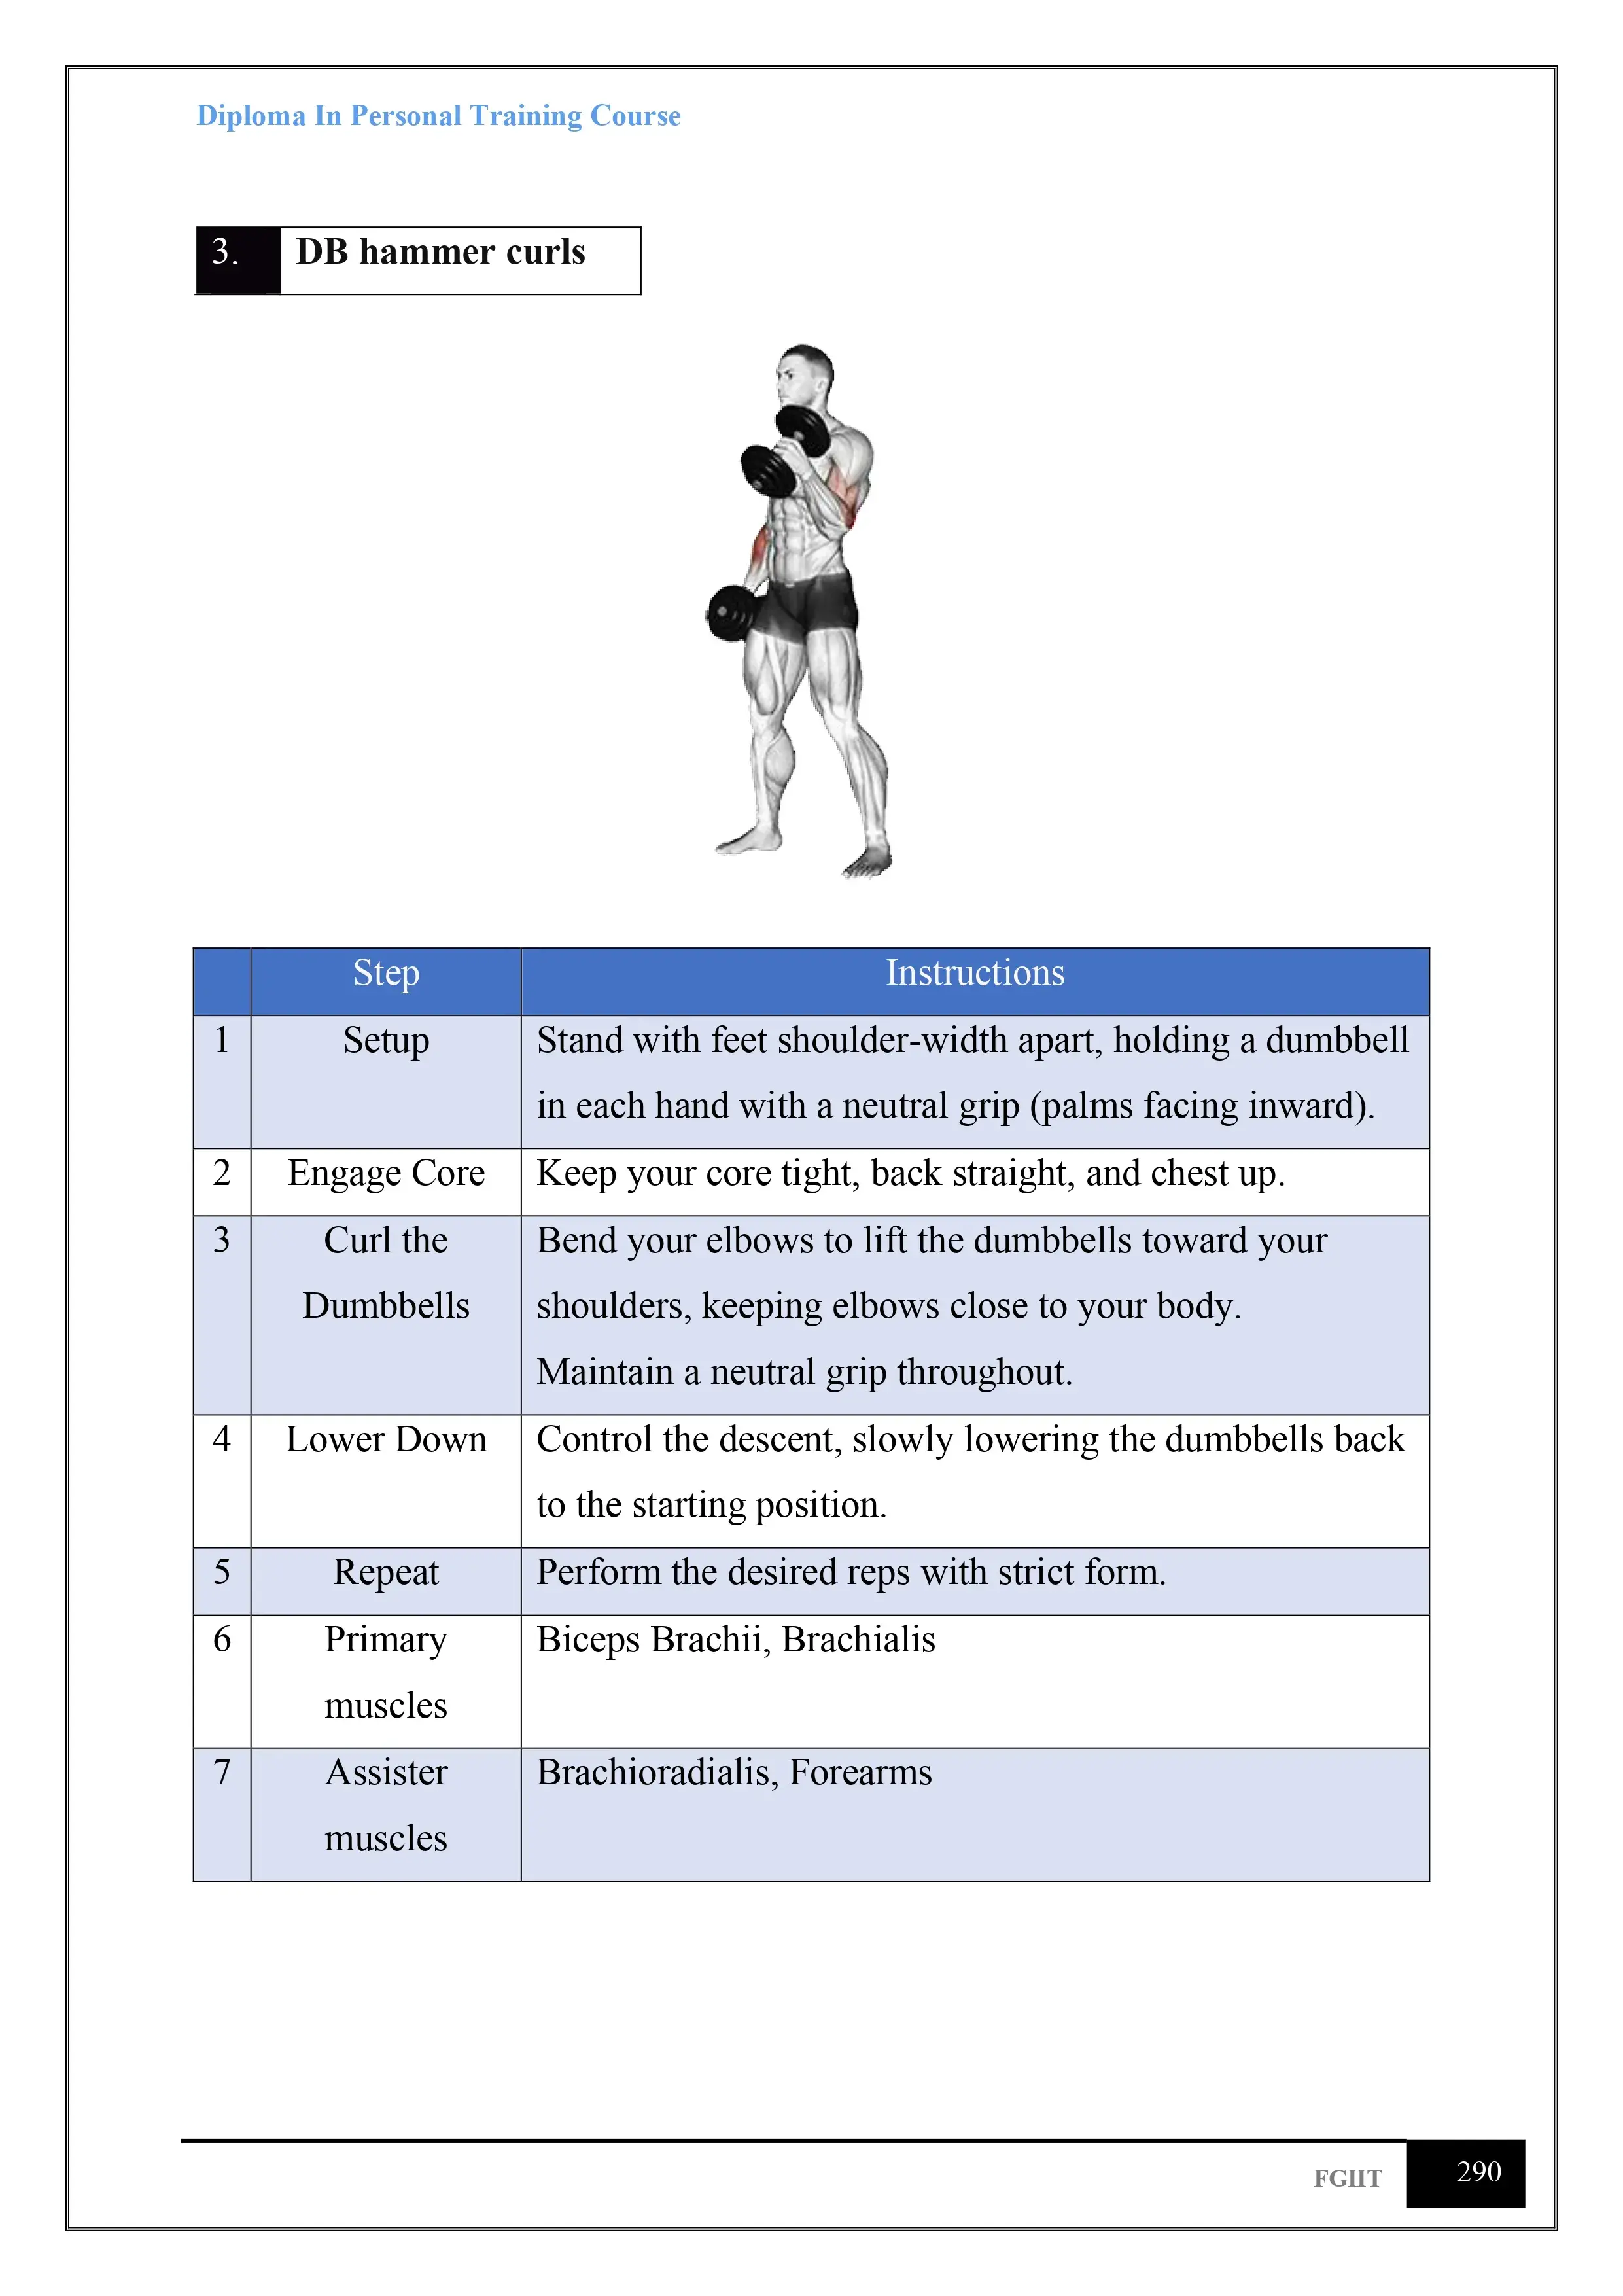 Diploma In Personal Training Course
3. DB hammer curls
Step Instructions
1 Setup Stand with feet shoulder-width apart, holding a dumbbell
in each hand with a neutral grip (palms facing inward).
2 Engage Core Keep your core tight, back straight, and chest up.
3 Curl the Bend your elbows to lift the dumbbells toward your
Dumbbells shoulders, keeping elbows close to your body.
Maintain a neutral grip throughout.
4 Lower Down Control the descent, slowly lowering the dumbbells back
to the starting position.
5 Repeat Perform the desired reps with strict form.
6 Primary Biceps Brachii, Brachialis
muscles
7 Assister Brachioradialis, Forearms
muscles
FGIIT 290